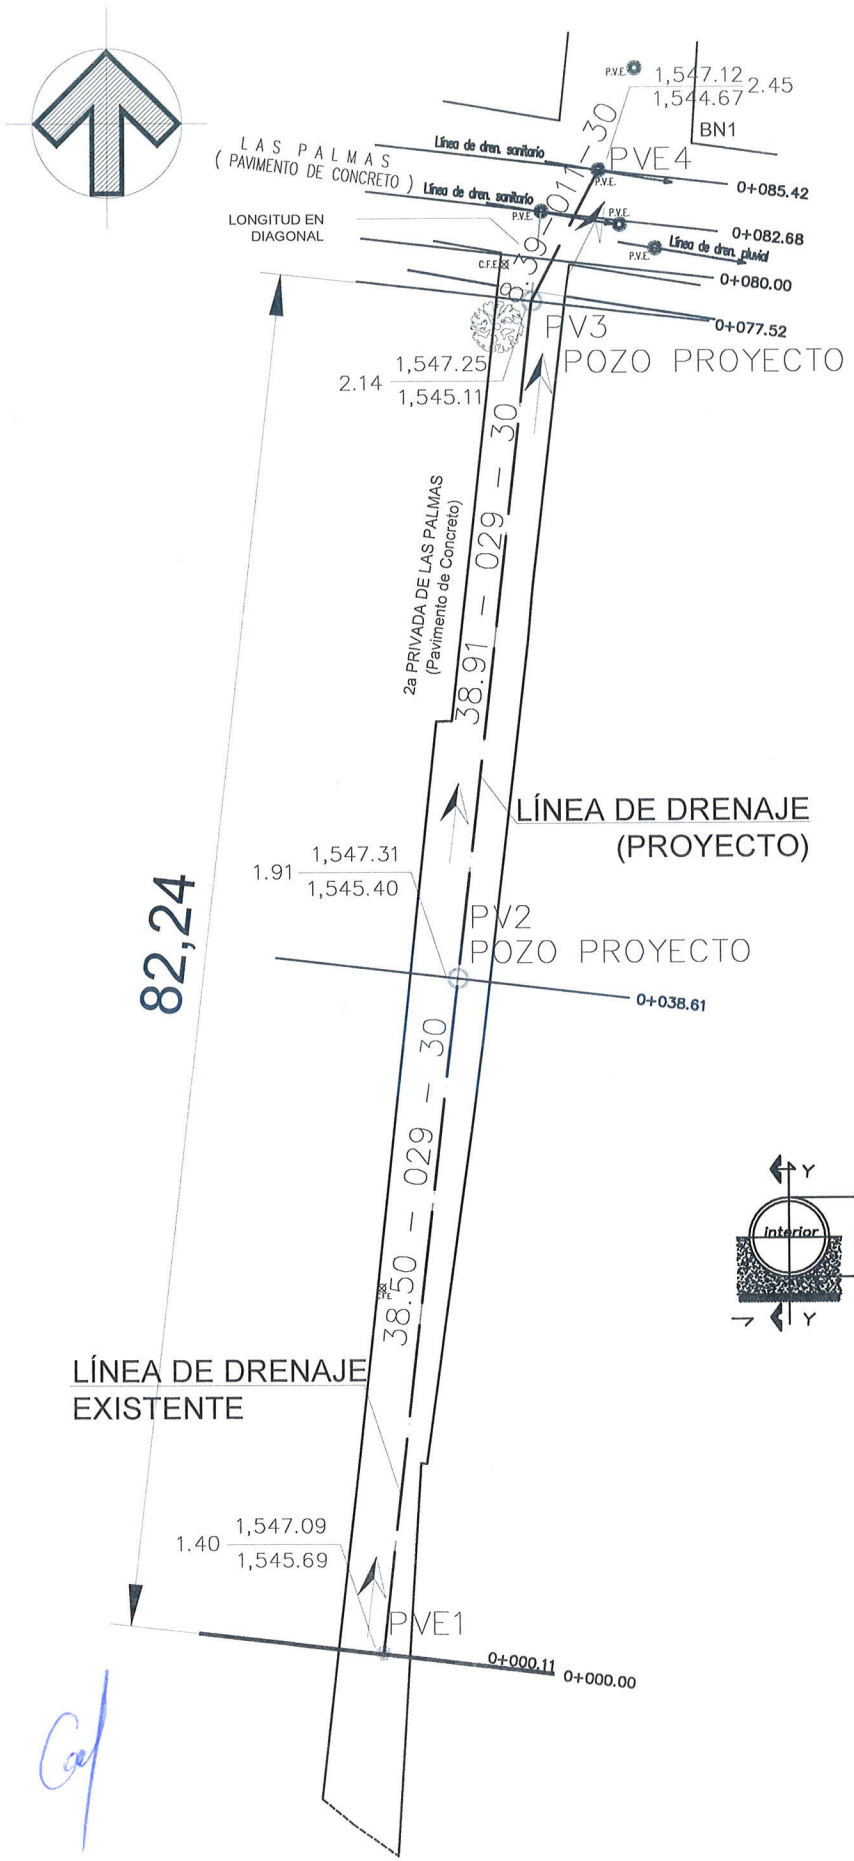 P.V.E.
1,547.12
1,544.67
2.45
BN1
LAS PALMAS
( PAVIMENTO DE CONCRETO )
Línea de dren. sanitario
PVE4
P.V.E.
0+085.42
Línea de dren. sanitario
P.V.E.
P.V.E.
0+082.68
LONGITUD EN
DIAGONAL
8.39-011-30
P.V.E.
Línea de dren. pluvial
C.F.E.
0+080.00
0+077.52
PV3
POZO PROYECTO
2.14
1,547.25
1,545.11
2a PRIVADA DE LAS PALMAS
(Pavimento de Concreto)
38.91 - 029 - 30
LÍNEA DE DRENAJE
(PROYECTO)
82,24
1.91
1,547.31
1,545.40
PV2
POZO PROYECTO
0+038.61
38.50 - 029 - 30
Y
interior
Y
C.F.E.
LÍNEA DE DRENAJE
EXISTENTE
1.40
1,547.09
1,545.69
PVE1
0+000.11
0+000.00